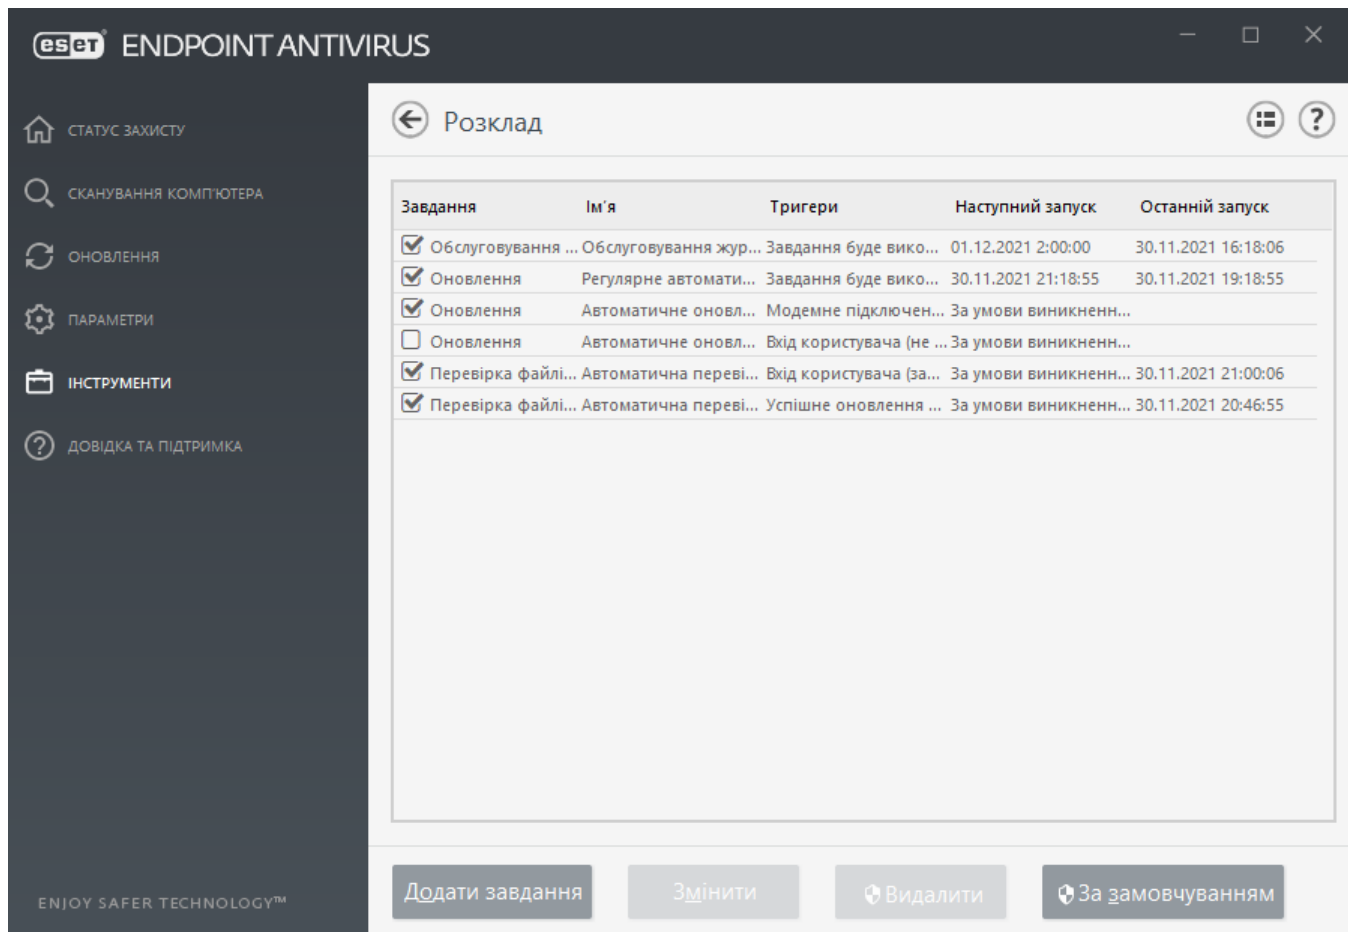 eset ENDPOINT ANTIVIRUS
СТАТУС ЗАХИСТУ
СКАНУВАННЯ КОМП'ЮТЕРА
ОНОВЛЕННЯ
ПАРАМЕТРИ
ІНСТРУМЕНТИ
ДОВІДКА ТА ПІДТРИМКА
ENJOY SAFER TECHNOLOGY™
Розклад
Завдання Ім'я Тригери Наступний запуск Останній запуск
Обслуговування ... Обслуговування жур... Завдання буде вико... 01.12.2021 2:00:00 30.11.2021 16:18:06
Оновлення Регулярне автомати... Завдання буде вико... 30.11.2021 21:18:55 30.11.2021 19:18:55
Оновлення Автоматичне оновл... Модемне підключен... За умови виникненн...
Оновлення Автоматичне оновл... Вхід користувача (не ... За умови виникненн...
Перевірка файлі... Автоматична переві... Вхід користувача (за... За умови виникненн... 30.11.2021 21:00:06
Перевірка файлі... Автоматична переві... Успішне оновлення ... За умови виникненн... 30.11.2021 20:46:55
Додати завдання Змінити Видалити За замовчуванням